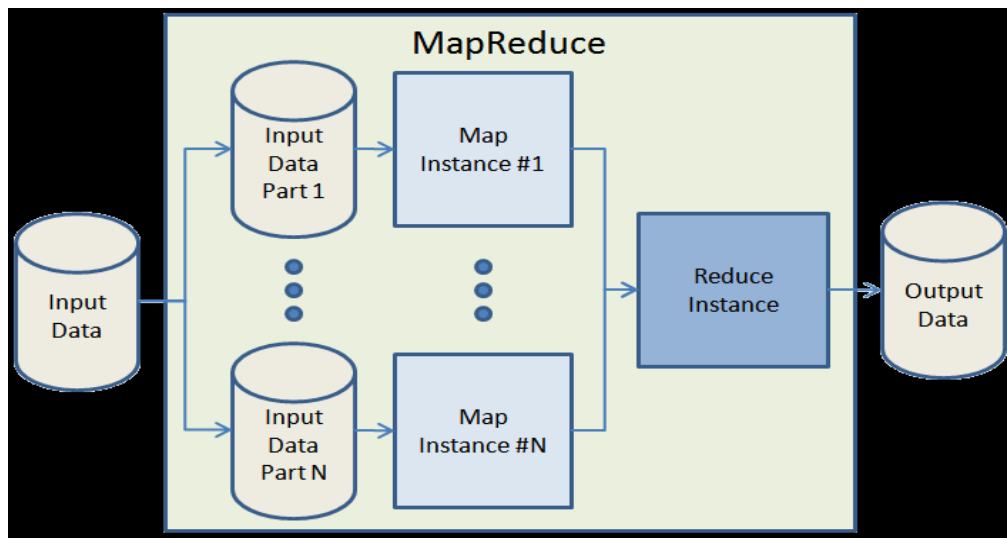 MapReduce
Input
Data
Part 1
Map
Instance #1
Input
Data
Reduce
Instance
Output
Data
Input
Data
Part N
Map
Instance #N